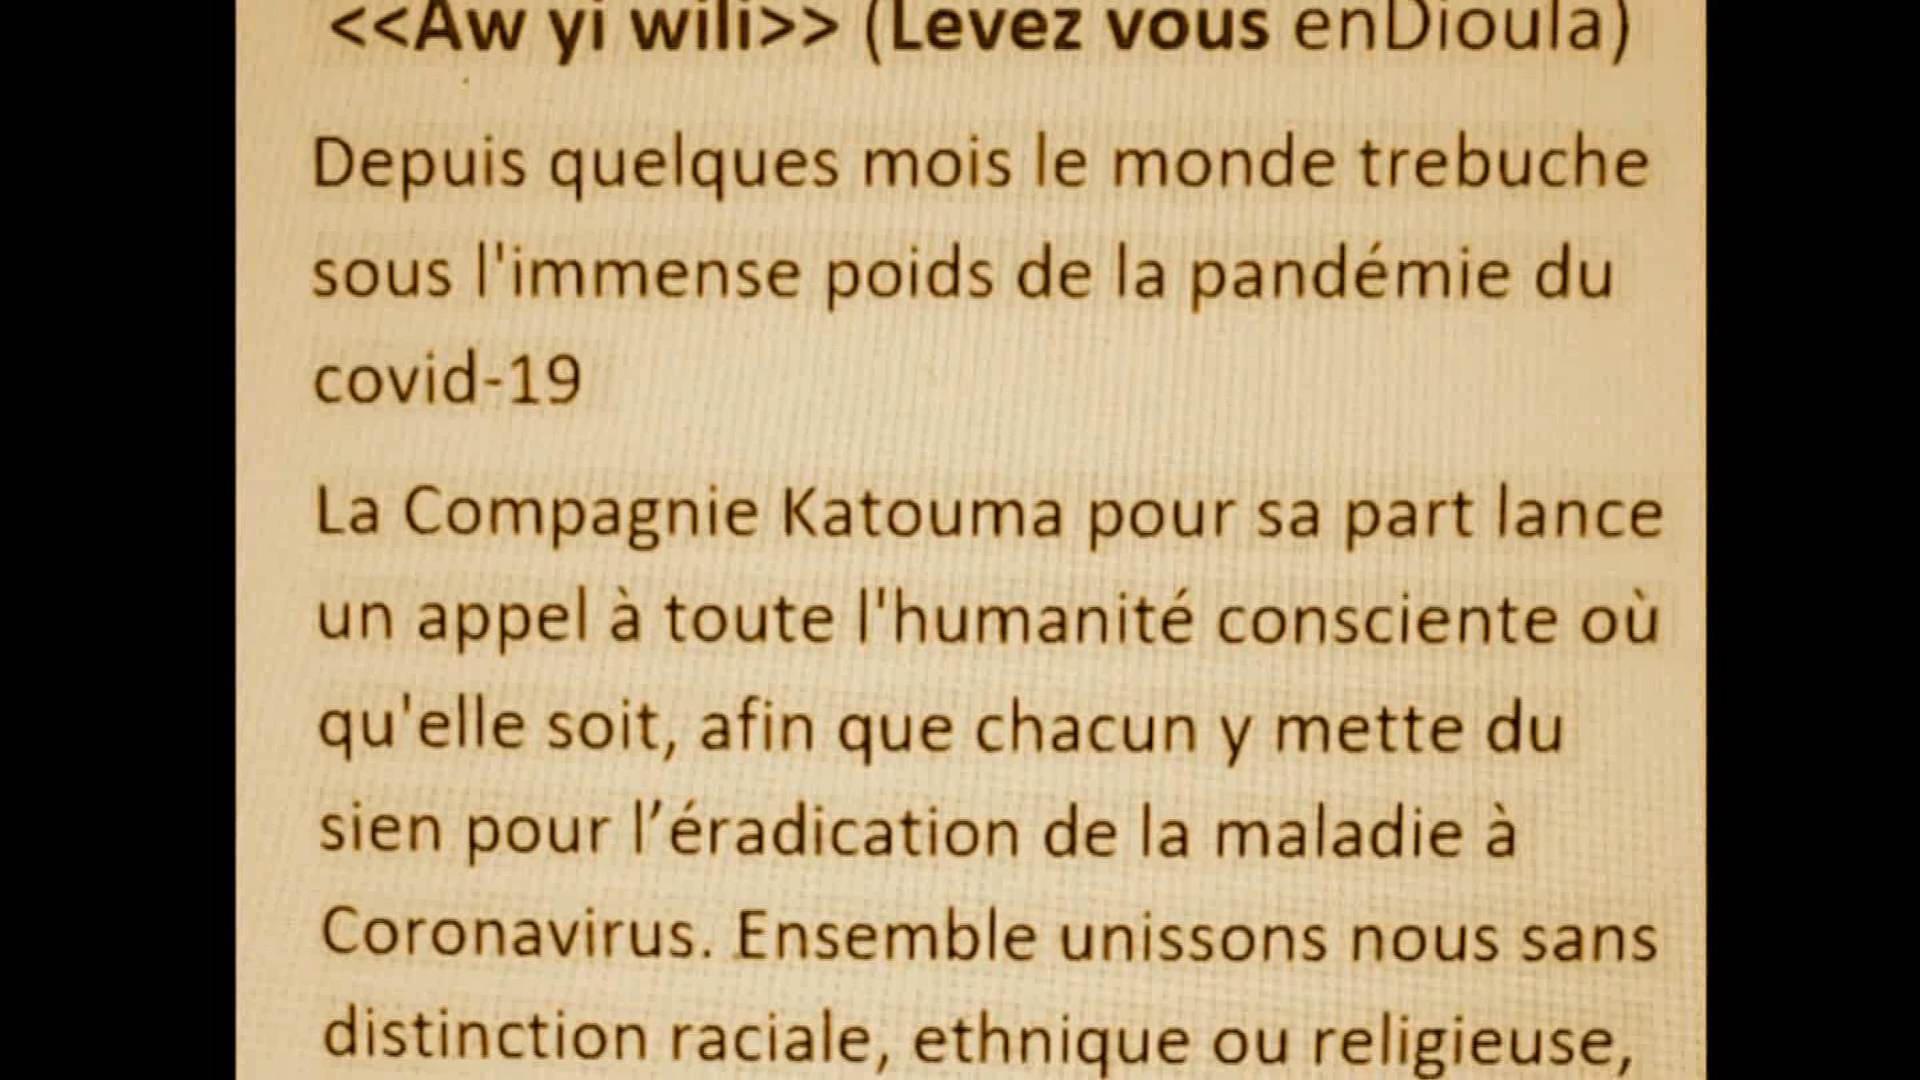 <<Aw yi wili>> (Levez vous enDioula)
Depuis quelques mois le monde trebuche
sous l'immense poids de la pandémie du
covid-19
La Compagnie Katouma pour sa part lance
un appel à toute l'humanité consciente où
qu'elle soit, afin que chacun y mette du
sien pour l’éradication de la maladie à
Coronavirus. Ensemble unissons nous sans
distinction raciale, ethnique ou religieuse,